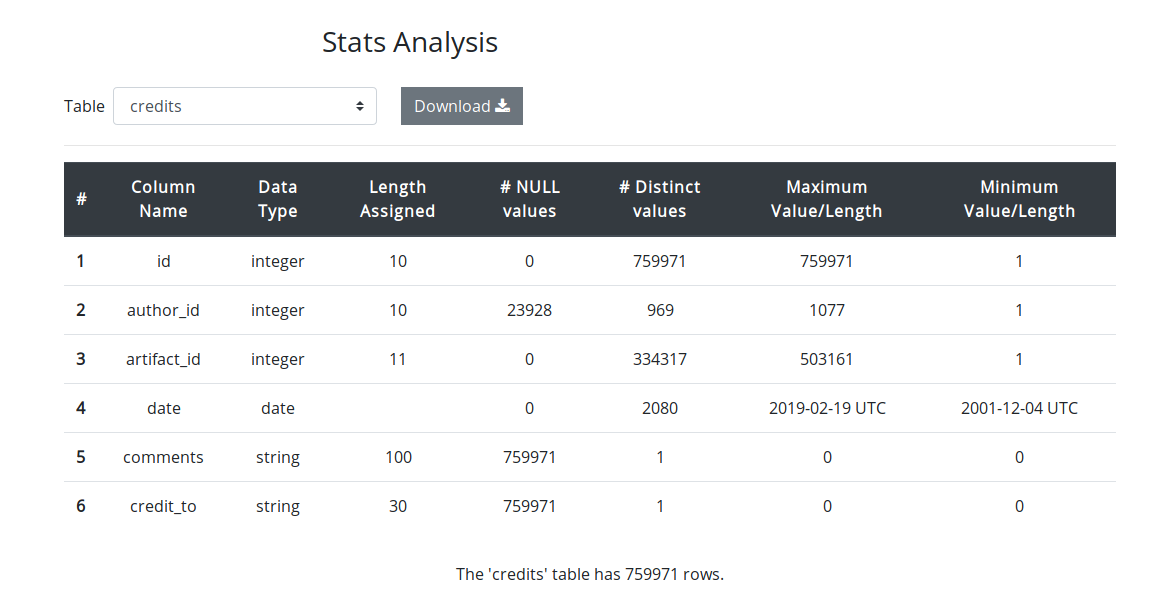 Stats Analysis
Table credits Download
# Column Name Data Type Length Assigned # NULL values # Distinct values Maximum Value/Length Minimum Value/Length
1 id integer 10 0 759971 759971 1
2 author_id integer 10 23928 969 1077 1
3 artifact_id integer 11 0 334317 503161 1
4 date date 0 2080 2019-02-19 UTC 2001-12-04 UTC
5 comments string 100 759971 1 0 0
6 credit_to string 30 759971 1 0 0
The 'credits' table has 759971 rows.